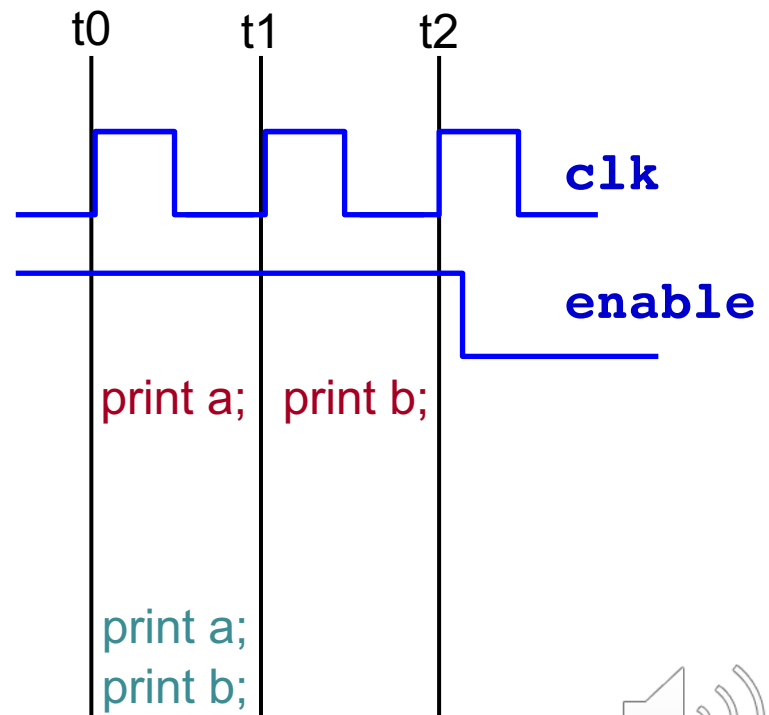 t0 t1 t2
clk
enable
print a; print b;
print a;
print b;